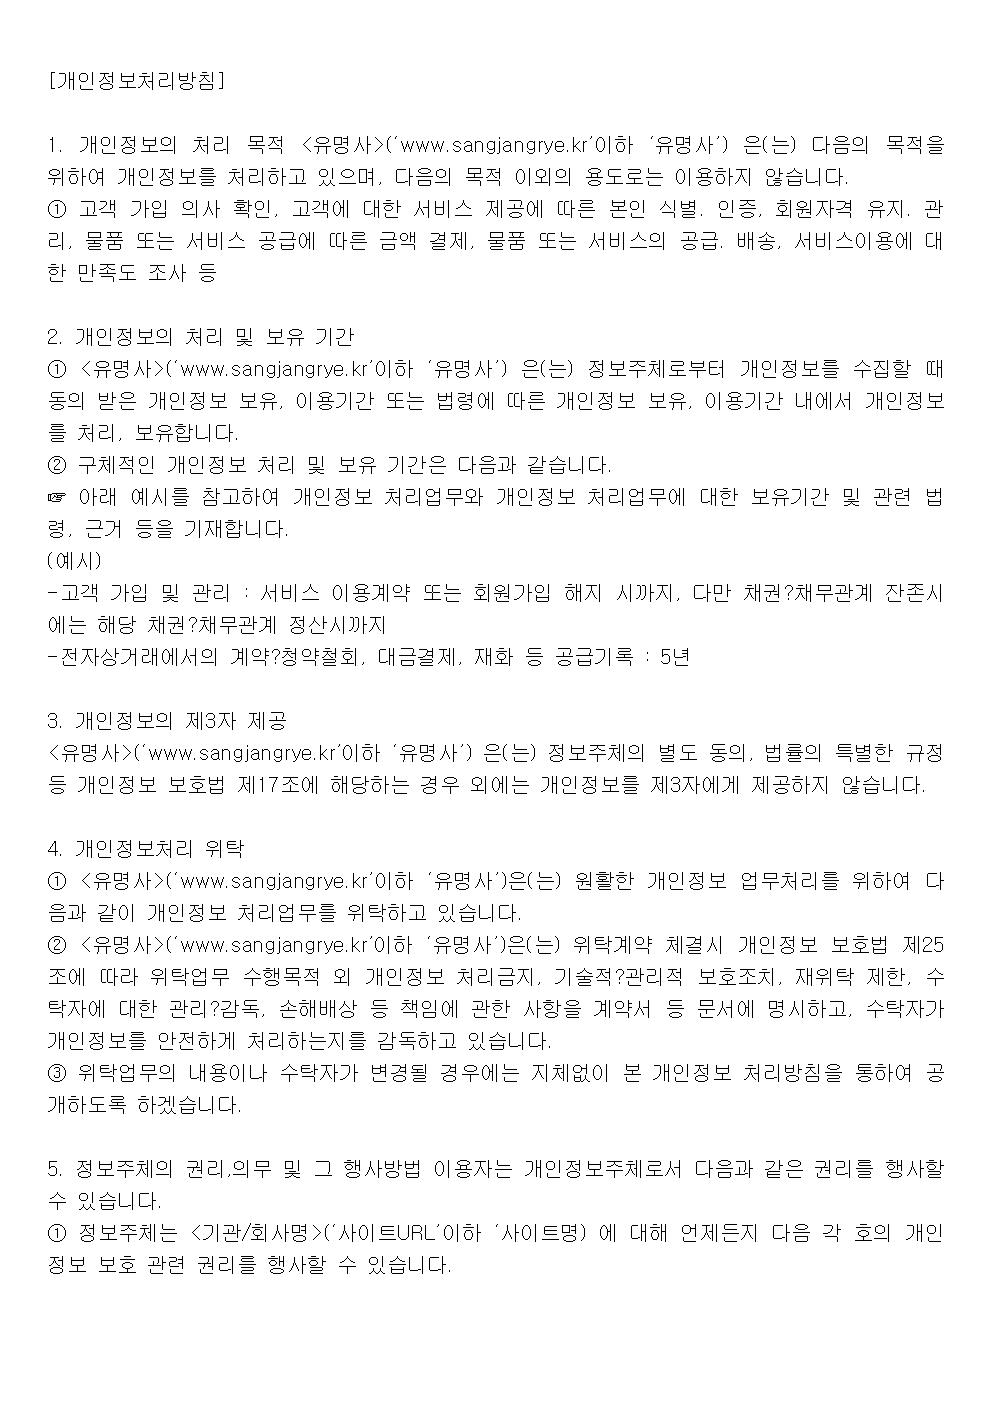 [개인정보처리방침]
1. 개인정보의 처리 목적 <유명사>(‘www.sangjangrye.kr’이하 ‘유명사’) 은(는) 다음의 목적을
위하여 개인정보를 처리하고 있으며, 다음의 목적 이외의 용도로는 이용하지 않습니다.
① 고객 가입 의사 확인, 고객에 대한 서비스 제공에 따른 본인 식별. 인증, 회원자격 유지. 관
리, 물품 또는 서비스 공급에 따른 금액 결제, 물품 또는 서비스의 공급. 배송, 서비스이용에 대
한 만족도 조사 등
2. 개인정보의 처리 및 보유 기간
① <유명사>(‘www.sangjangrye.kr’이하 ‘유명사’) 은(는) 정보주체로부터 개인정보를 수집할 때
동의 받은 개인정보 보유, 이용기간 또는 법령에 따른 개인정보 보유, 이용기간 내에서 개인정보
를 처리, 보유합니다.
② 구체적인 개인정보 처리 및 보유 기간은 다음과 같습니다.
☞ 아래 예시를 참고하여 개인정보 처리업무와 개인정보 처리업무에 대한 보유기간 및 관련 법
령, 근거 등을 기재합니다.
(예시)
-고객 가입 및 관리 : 서비스 이용계약 또는 회원가입 해지 시까지, 다만 채권?채무관계 잔존시
에는 해당 채권?채무관계 정산시까지
-전자상거래에서의 계약?청약철회, 대금결제, 재화 등 공급기록 : 5년
3. 개인정보의 제3자 제공
<유명사>(‘www.sangjangrye.kr’이하 ‘유명사’) 은(는) 정보주체의 별도 동의, 법률의 특별한 규정
등 개인정보 보호법 제17조에 해당하는 경우 외에는 개인정보를 제3자에게 제공하지 않습니다.
4. 개인정보처리 위탁
① <유명사>(‘www.sangjangrye.kr’이하 ‘유명사’)은(는) 원활한 개인정보 업무처리를 위하여 다
음과 같이 개인정보 처리업무를 위탁하고 있습니다.
② <유명사>(‘www.sangjangrye.kr’이하 ‘유명사’)은(는) 위탁계약 체결시 개인정보 보호법 제25
조에 따라 위탁업무 수행목적 외 개인정보 처리금지, 기술적?관리적 보호조치, 재위탁 제한, 수
탁자에 대한 관리?감독, 손해배상 등 책임에 관한 사항을 계약서 등 문서에 명시하고, 수탁자가
개인정보를 안전하게 처리하는지를 감독하고 있습니다.
③ 위탁업무의 내용이나 수탁자가 변경될 경우에는 지체없이 본 개인정보 처리방침을 통하여 공
개하도록 하겠습니다.
5. 정보주체의 권리,의무 및 그 행사방법 이용자는 개인정보주체로서 다음과 같은 권리를 행사할
수 있습니다.
① 정보주체는 <기관/회사명>(‘사이트URL’이하 ‘사이트명) 에 대해 언제든지 다음 각 호의 개인
정보 보호 관련 권리를 행사할 수 있습니다.